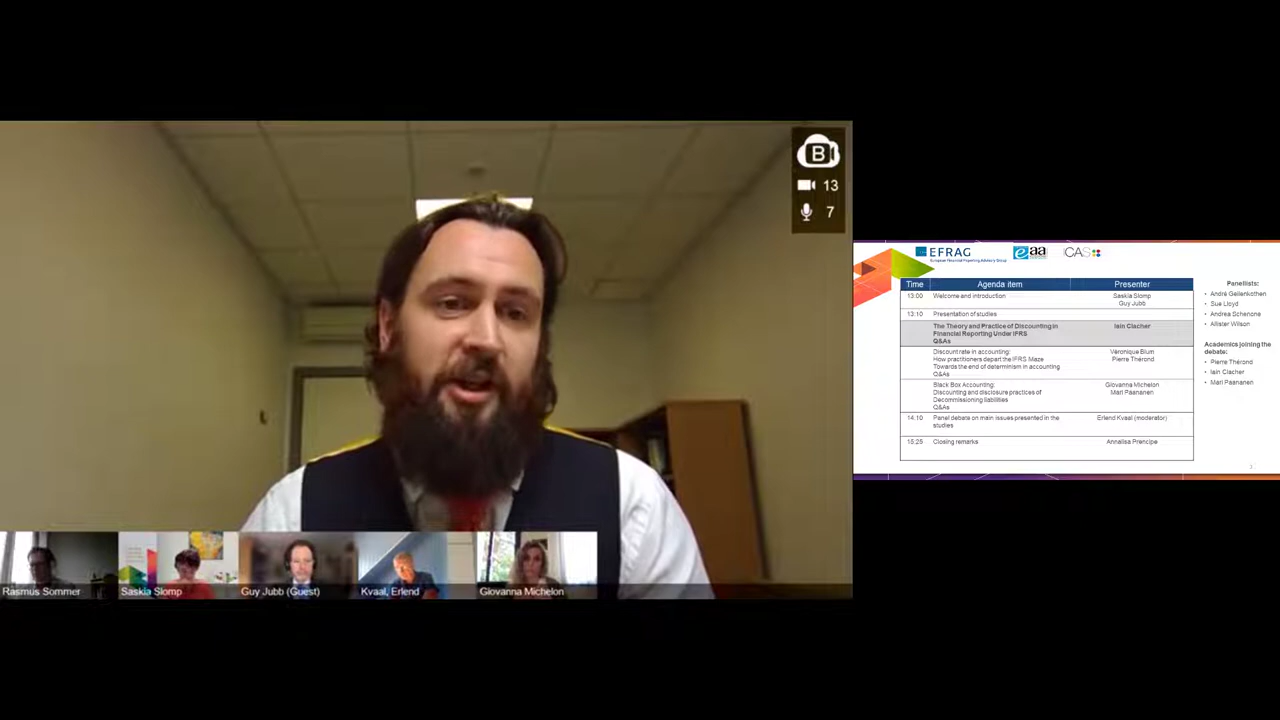 B
13
7
Rasmus Sommer
Saskia Slomp
Guy Jubb (Guest)
Kvaal, Erlend
Giovanna Michelon
EFRAG
European Financial Reporting Advisory Group
eaa
ICAS
Time Agenda item Presenter
13:00 Welcome and introduction Saskia Slomp
Guy Jubb
13:10 Presentation of studies
The Theory and Practice of Discounting in Iain Clacher
Financial Reporting Under IFRS
Q&As
Discount rate in accounting: Véronique Blum
How practitioners depart the IFRS Maze Pierre Thérond
Towards the end of determinism in accounting
Q&As
Black Box Accounting: Giovanna Michelon
Discounting and disclosure practices of Mari Paananen
Decommissioning liabilities
Q&As
14.10 Panel debate on main issues presented in the Erlend Kvaal (moderator)
studies
15:25 Closing remarks Annalisa Prencipe
Panellists:
• André Geilenkothen
• Sue Lloyd
• Andrea Schenone
• Allister Wilson
Academics joining the
debate:
• Pierre Thérond
• Iain Clacher
• Mari Paananen
3